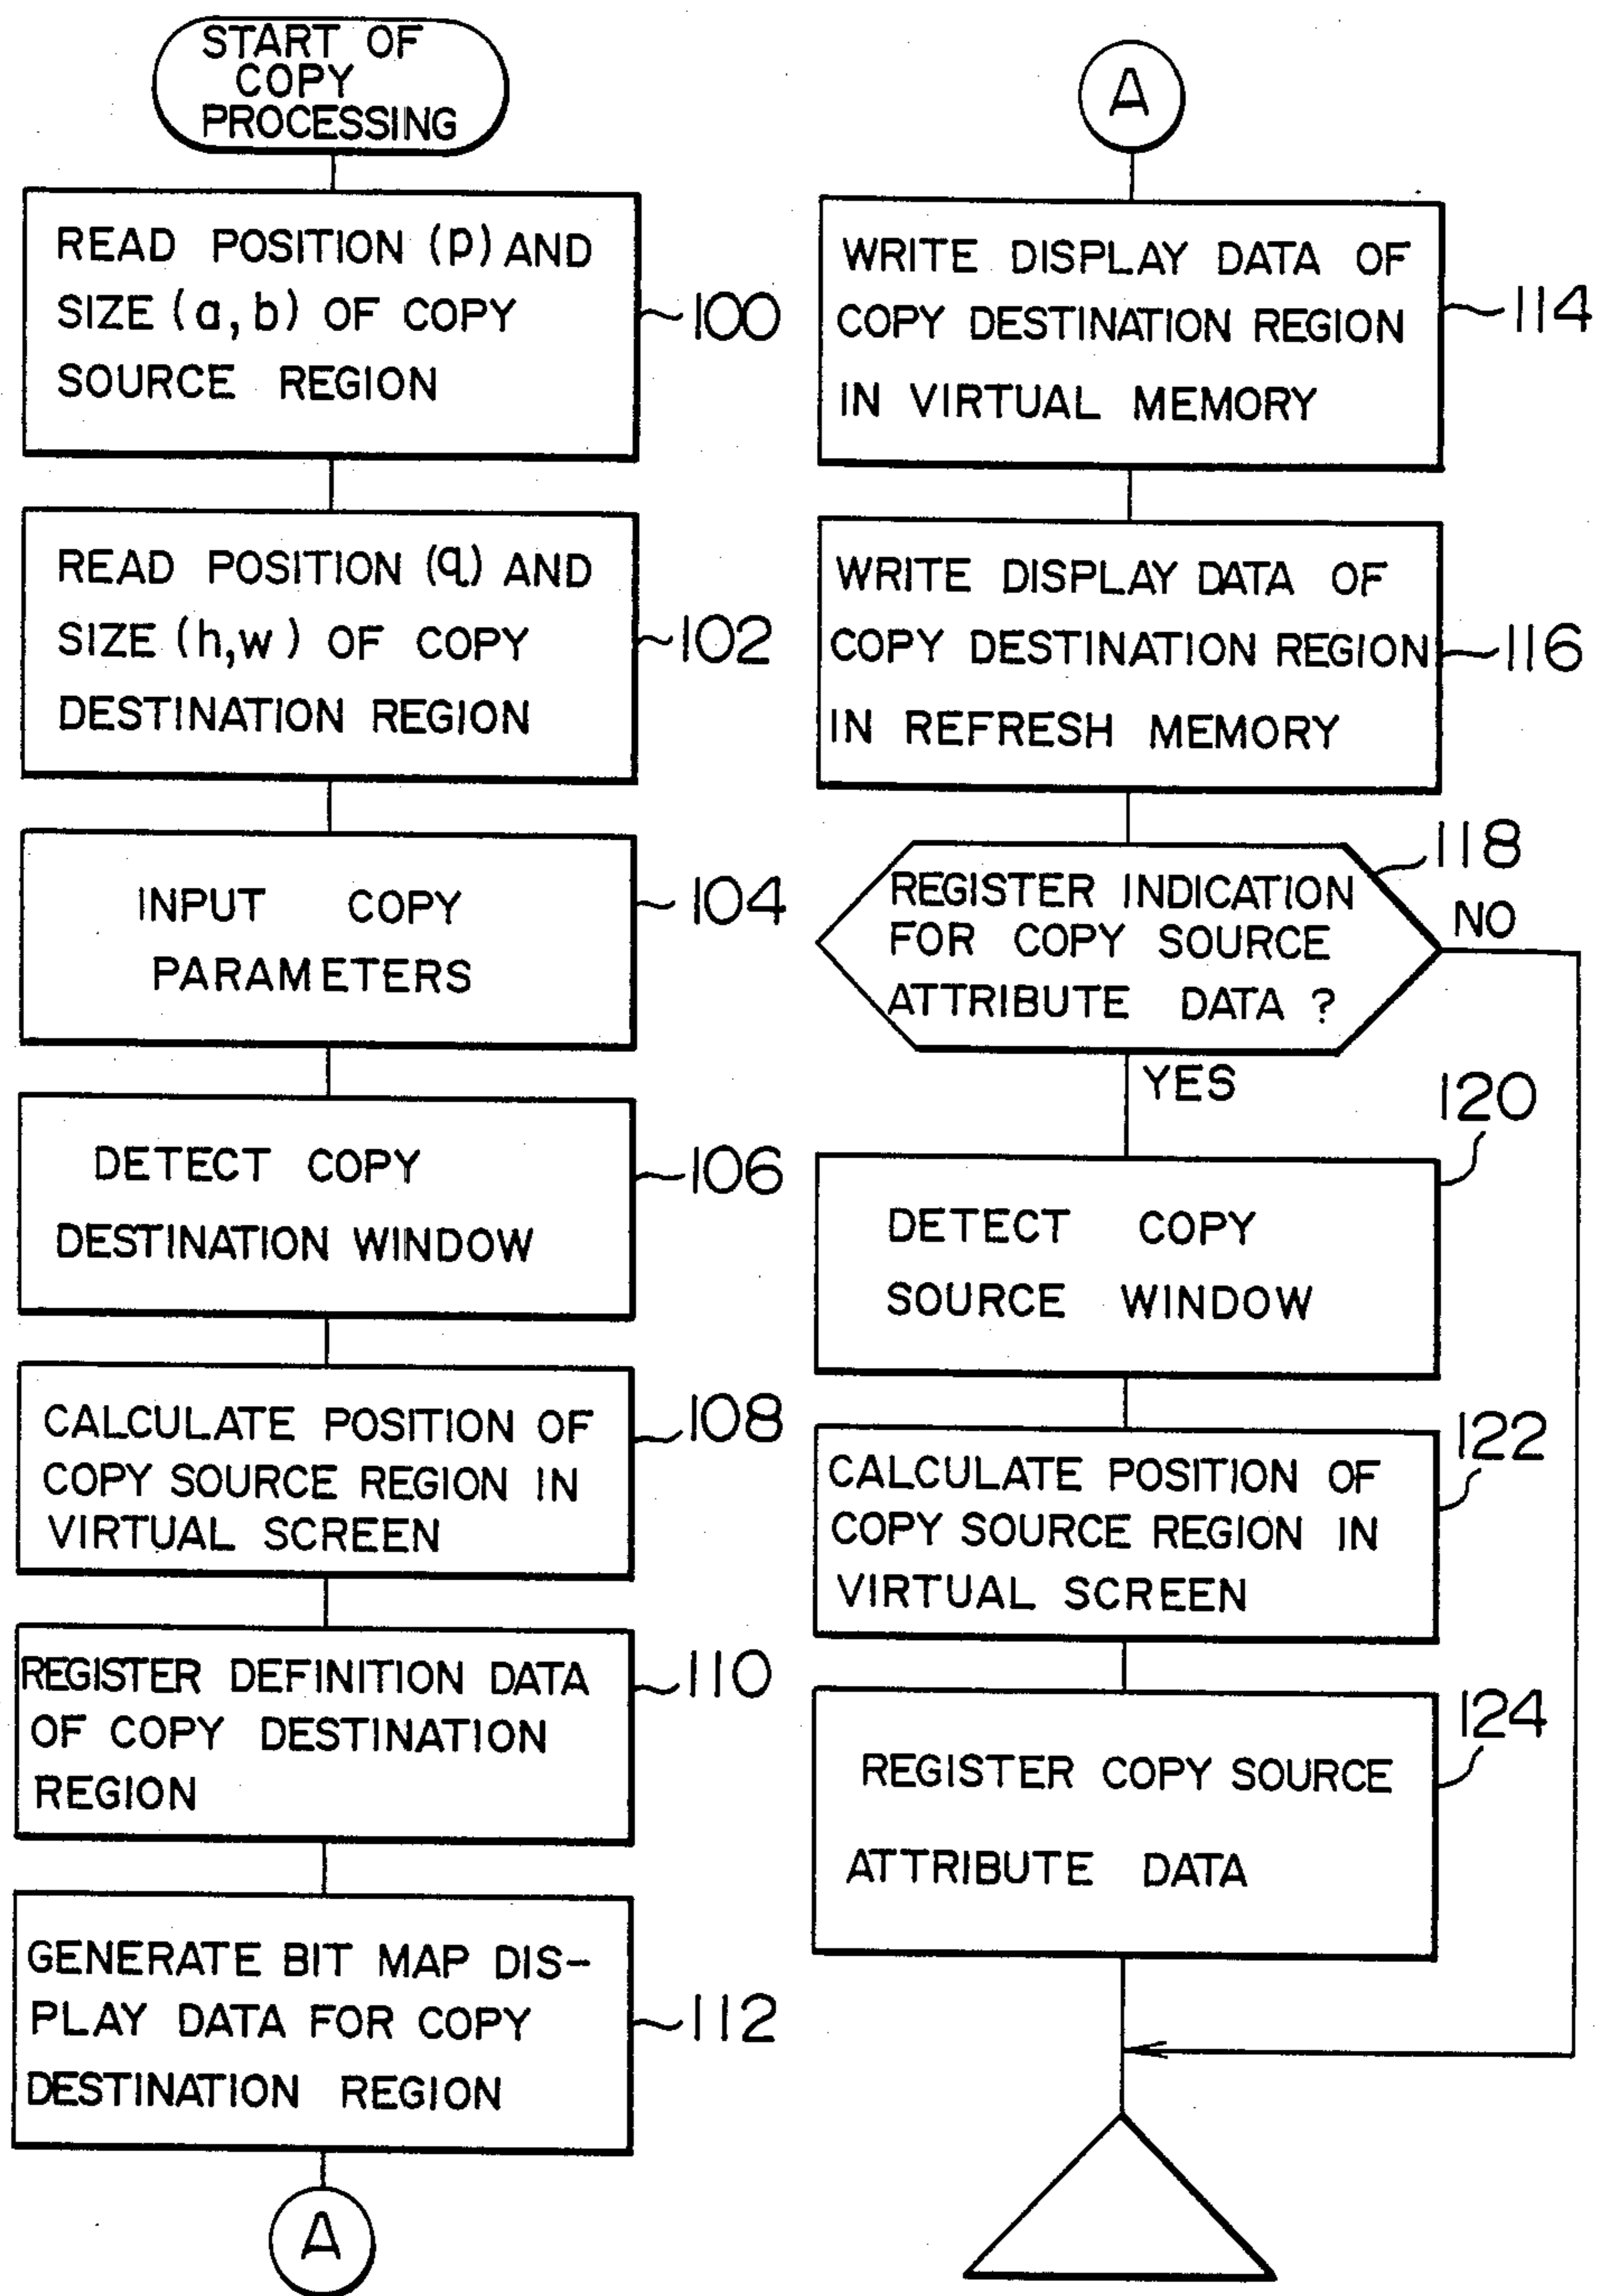 START OF
COPY
PROCESSING
READ POSITION (p) AND
SIZE (a, b) OF COPY
SOURCE REGION
100
READ POSITION (q) AND
SIZE (h,w) OF COPY
DESTINATION REGION
102
INPUT COPY
PARAMETERS
104
DETECT COPY
DESTINATION WINDOW
106
CALCULATE POSITION OF
COPY SOURCE REGION IN
VIRTUAL SCREEN
108
REGISTER DEFINITION DATA
OF COPY DESTINATION
REGION
110
GENERATE BIT MAP DIS-
PLAY DATA FOR COPY
DESTINATION REGION
112
A
A
WRITE DISPLAY DATA OF
COPY DESTINATION REGION
IN VIRTUAL MEMORY
114
WRITE DISPLAY DATA OF
COPY DESTINATION REGION
IN REFRESH MEMORY
116
REGISTER INDICATION
FOR COPY SOURCE
ATTRIBUTE DATA ?
118
NO
YES
120
DETECT COPY
SOURCE WINDOW
122
CALCULATE POSITION OF
COPY SOURCE REGION IN
VIRTUAL SCREEN
124
REGISTER COPY SOURCE
ATTRIBUTE DATA